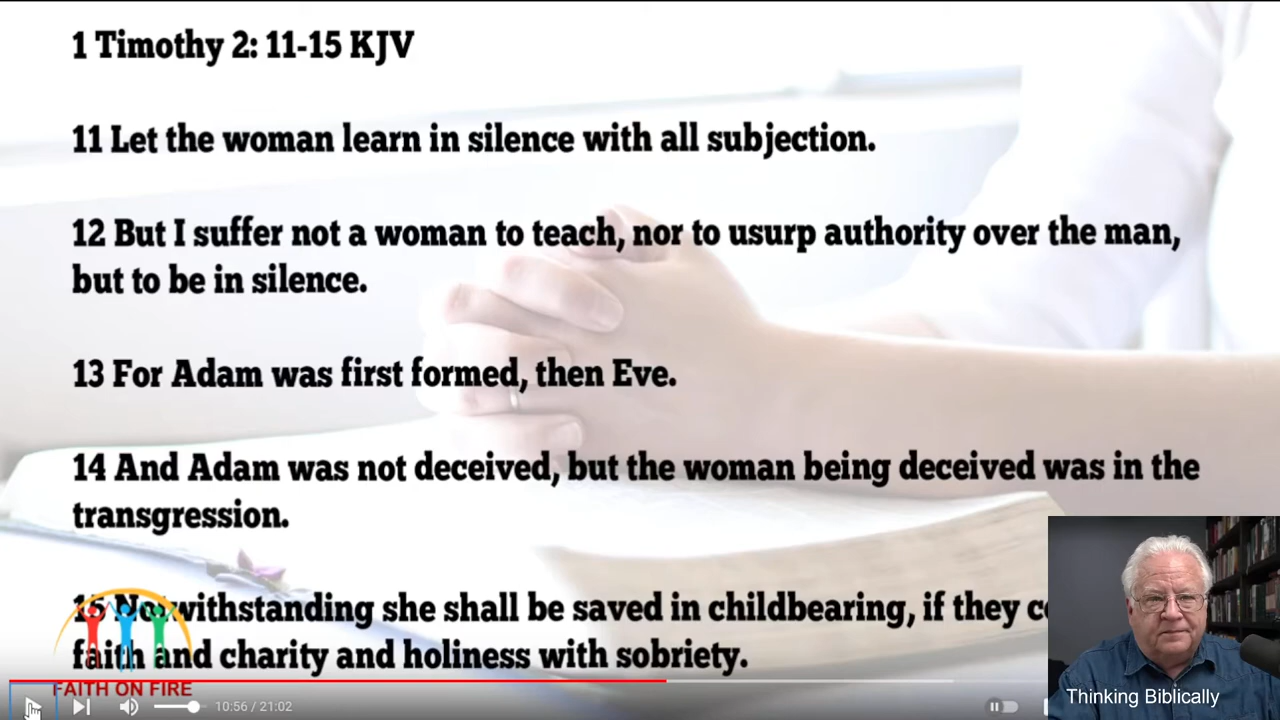 1 Timothy 2: 11-15 KJV
11 Let the woman learn in silence with all subjection.
12 But I suffer not a woman to teach, nor to usurp authority over the man,
but to be in silence.
13 For Adam was first formed, then Eve.
14 And Adam was not deceived, but the woman being deceived was in the
transgression.
15 Notwithstanding she shall be saved in childbearing, if they
faith and charity and holiness with sobriety.
FAITH ON FIRE
10:56 / 21:02
Thinking Biblically